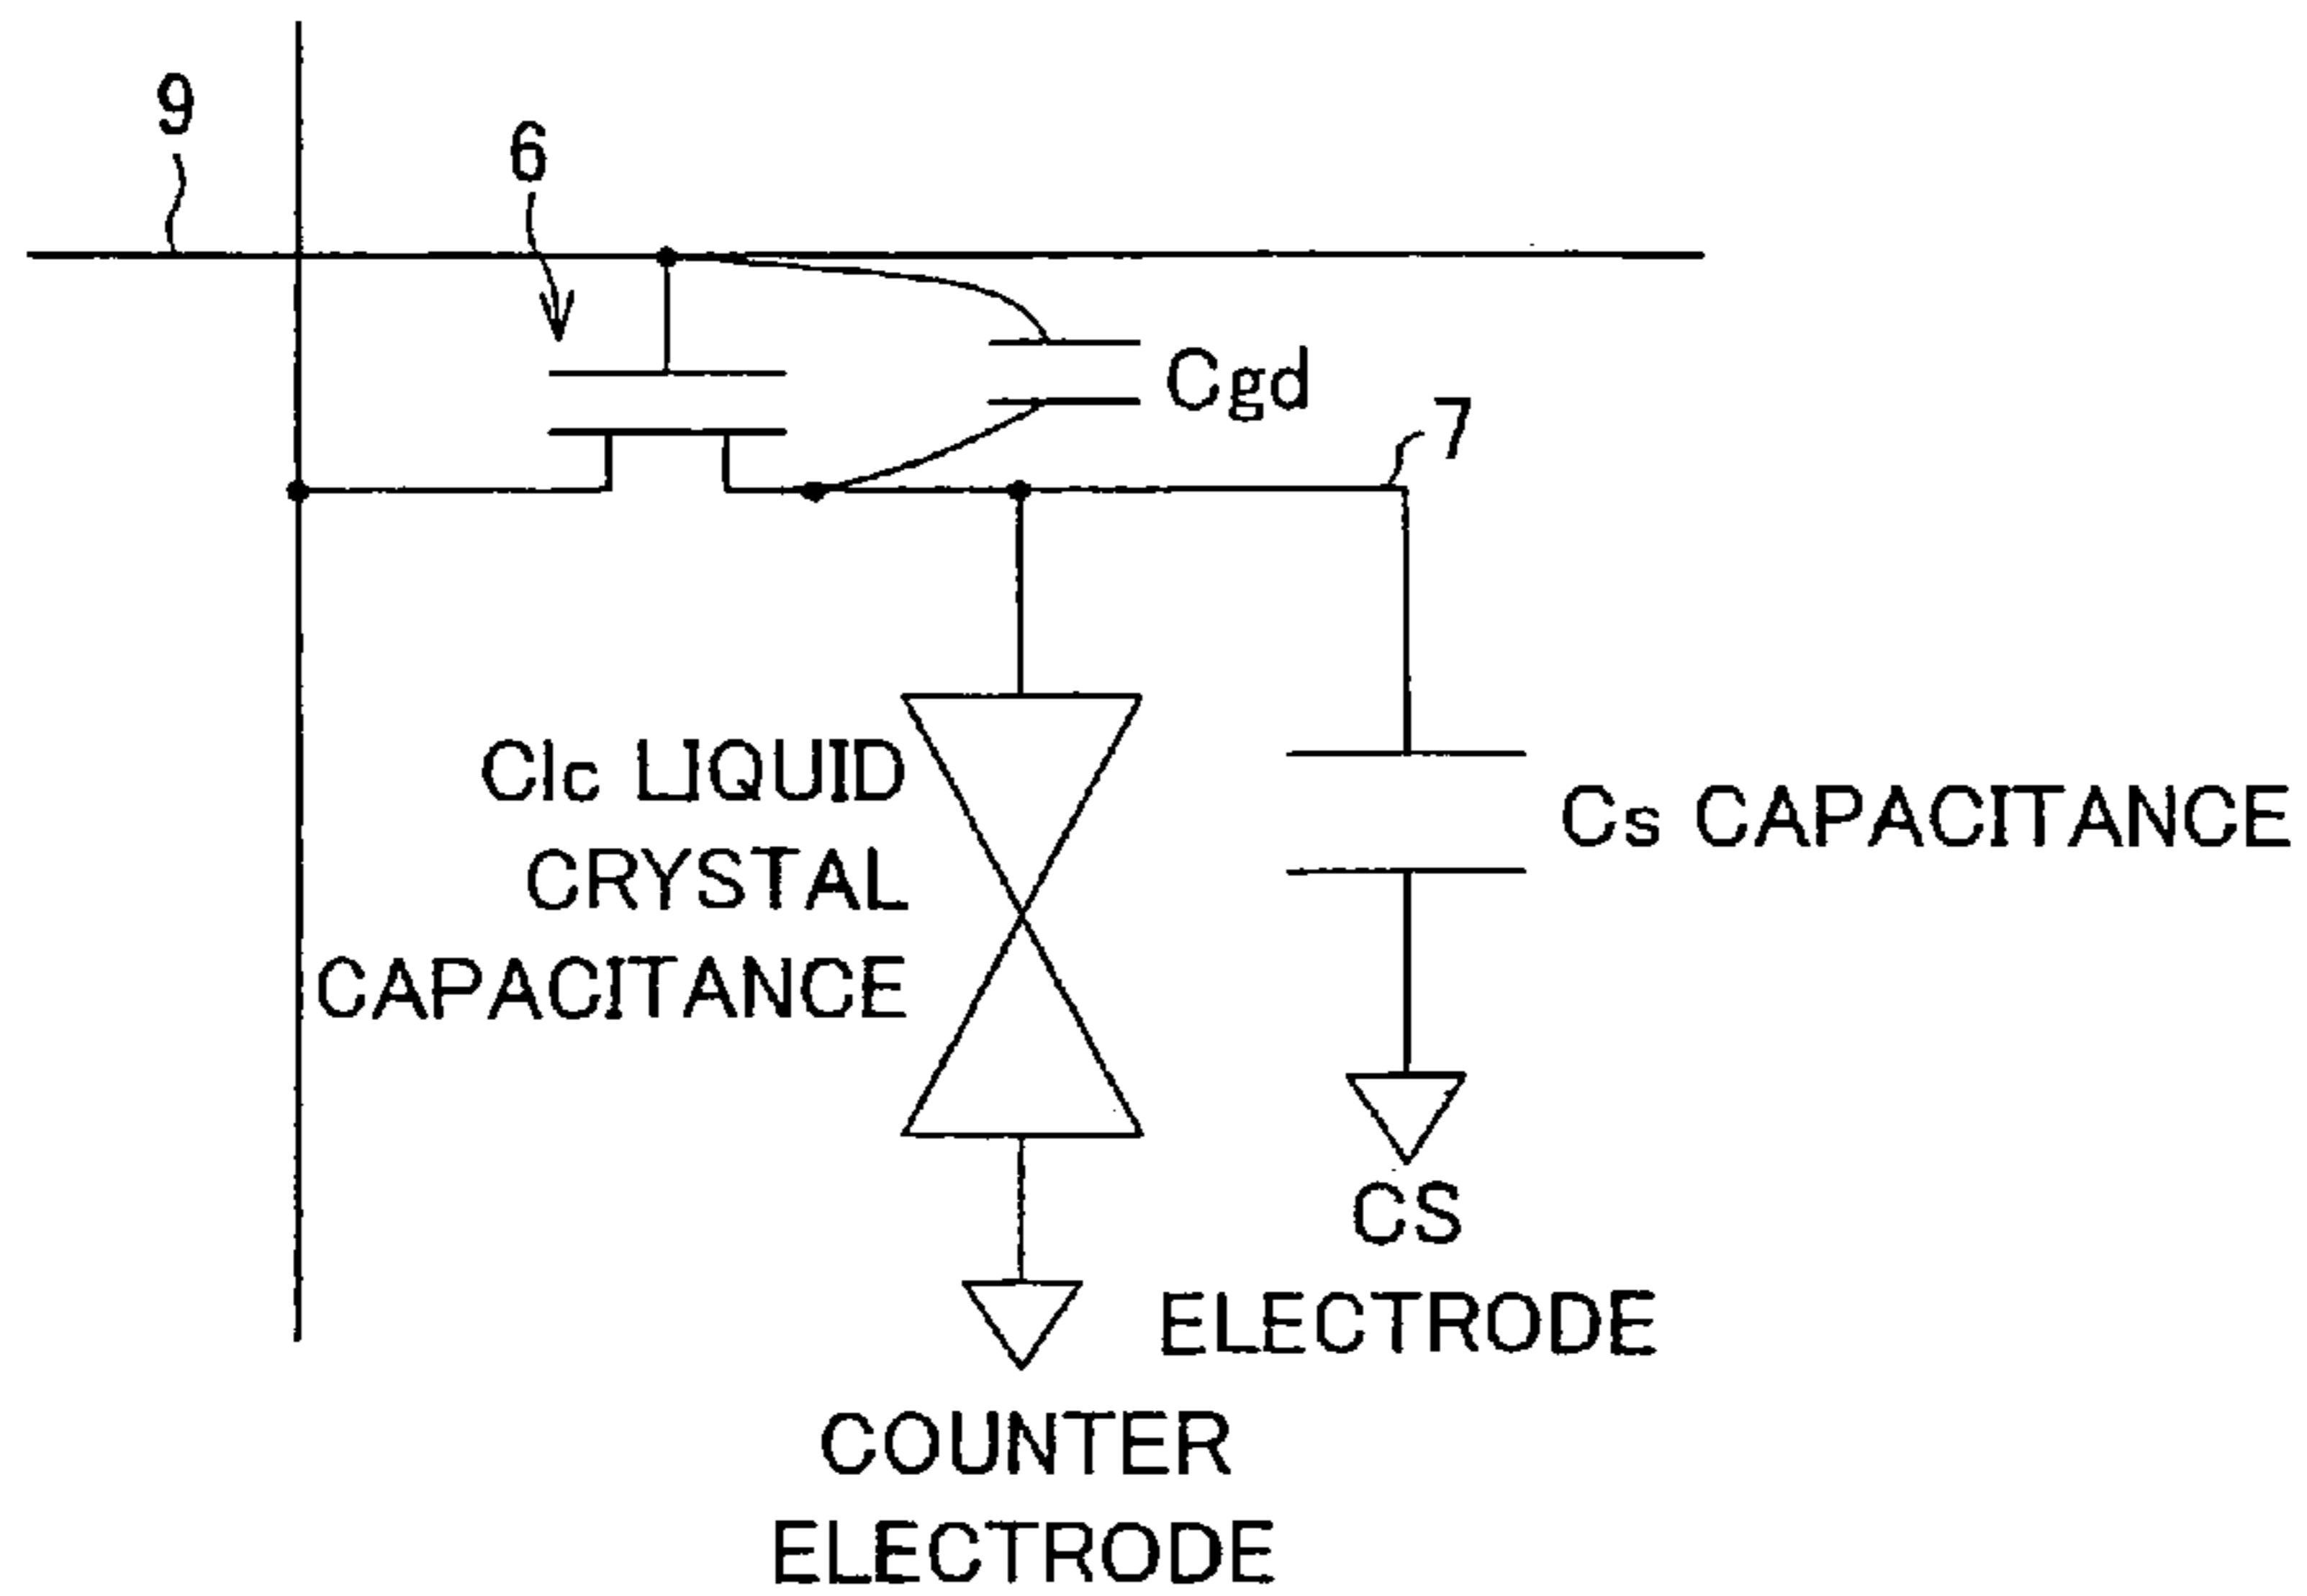 9
6
Cgd
7
Clc LIQUID
CRYSTAL
CAPACITANCE
Cs CAPACITANCE
CS
ELECTRODE
COUNTER
ELECTRODE